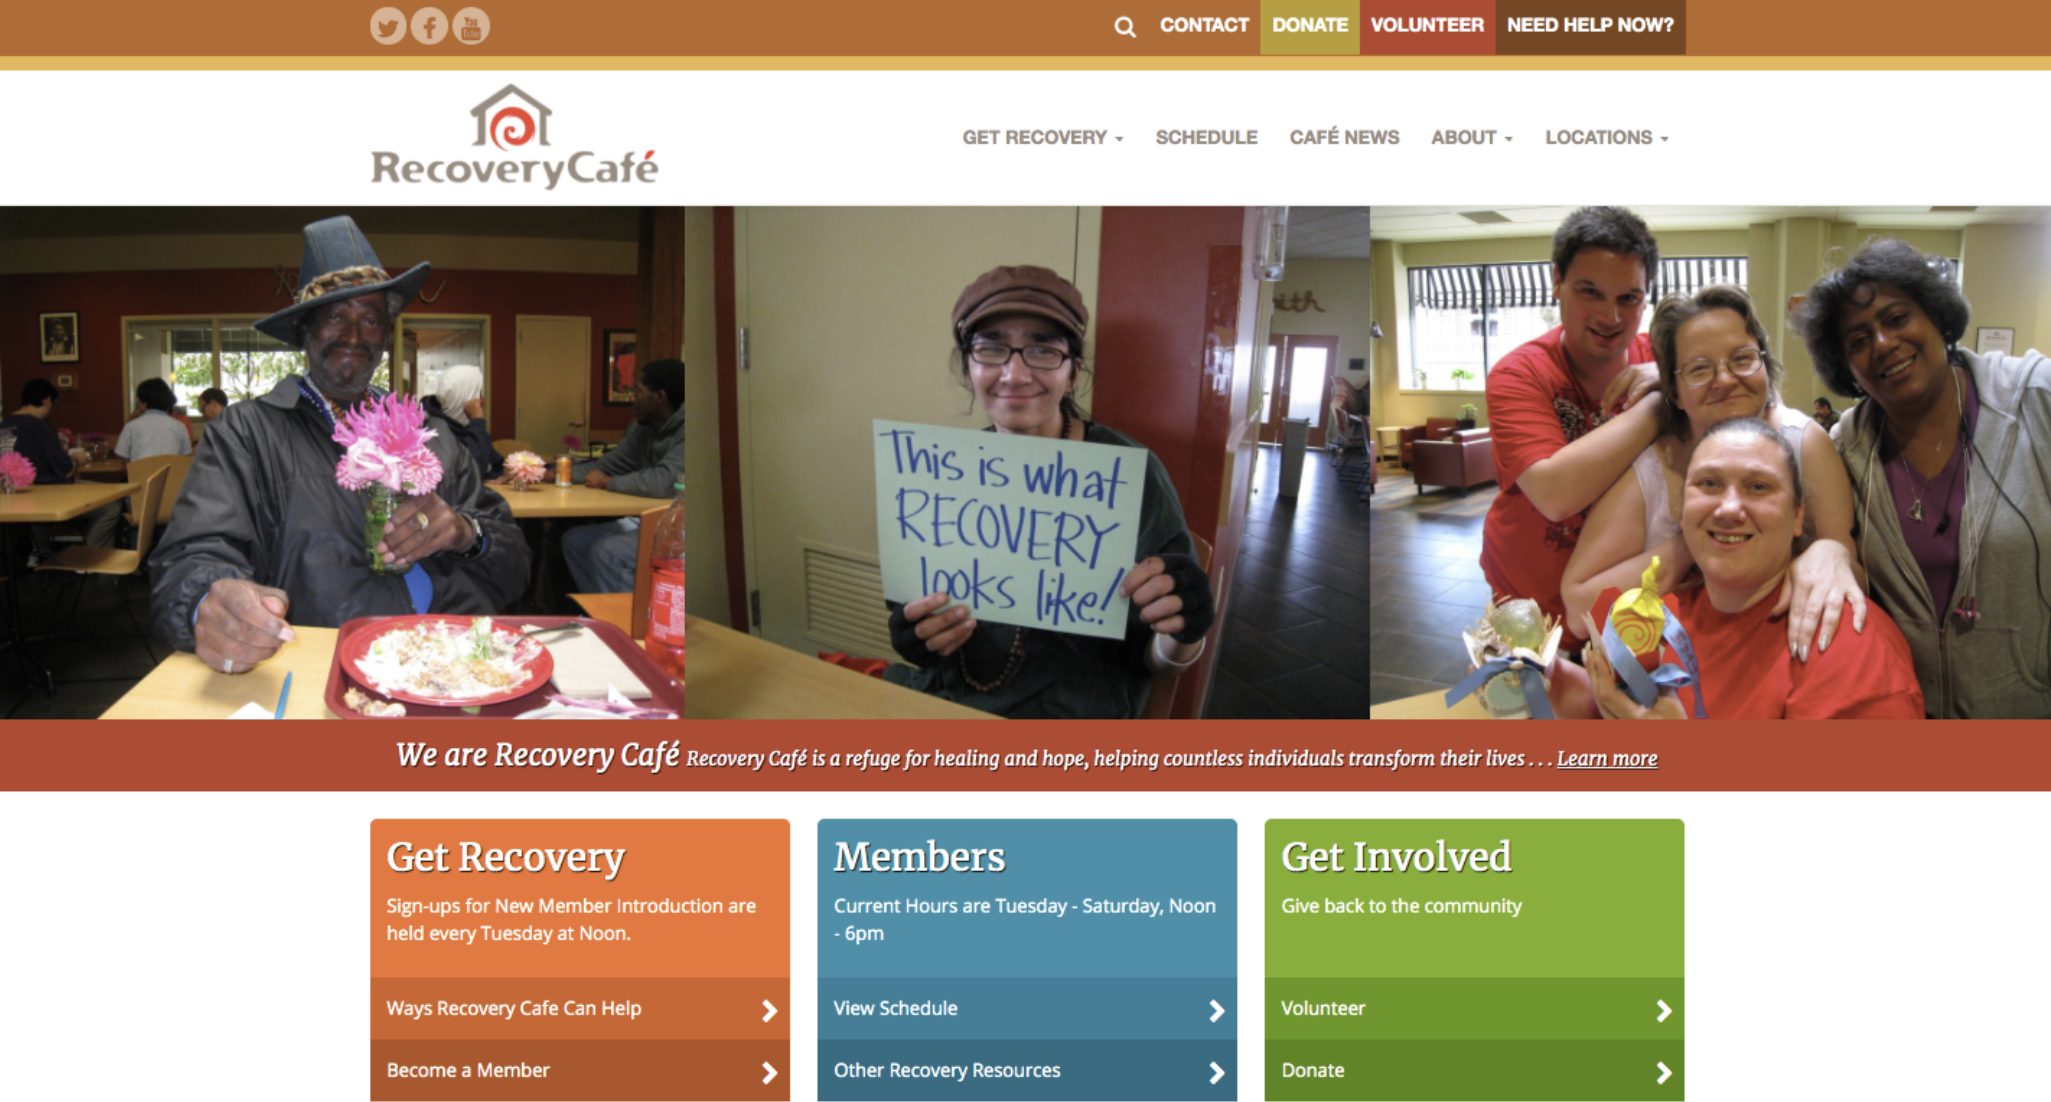 CONTACT
DONATE
VOLUNTEER
NEED HELP NOW?
RecoveryCafé
GET RECOVERY
SCHEDULE
CAFÉ NEWS
ABOUT
LOCATIONS
This is what
RECOVERY
looks like!
We are Recovery Café Recovery Café is a refuge for healing and hope, helping countless individuals transform their lives . . . Learn more
Get Recovery
Sign-ups for New Member Introduction are
held every Tuesday at Noon.
Ways Recovery Cafe Can Help
Become a Member
Members
Current Hours are Tuesday - Saturday, Noon
- 6pm
View Schedule
Other Recovery Resources
Get Involved
Give back to the community
Volunteer
Donate